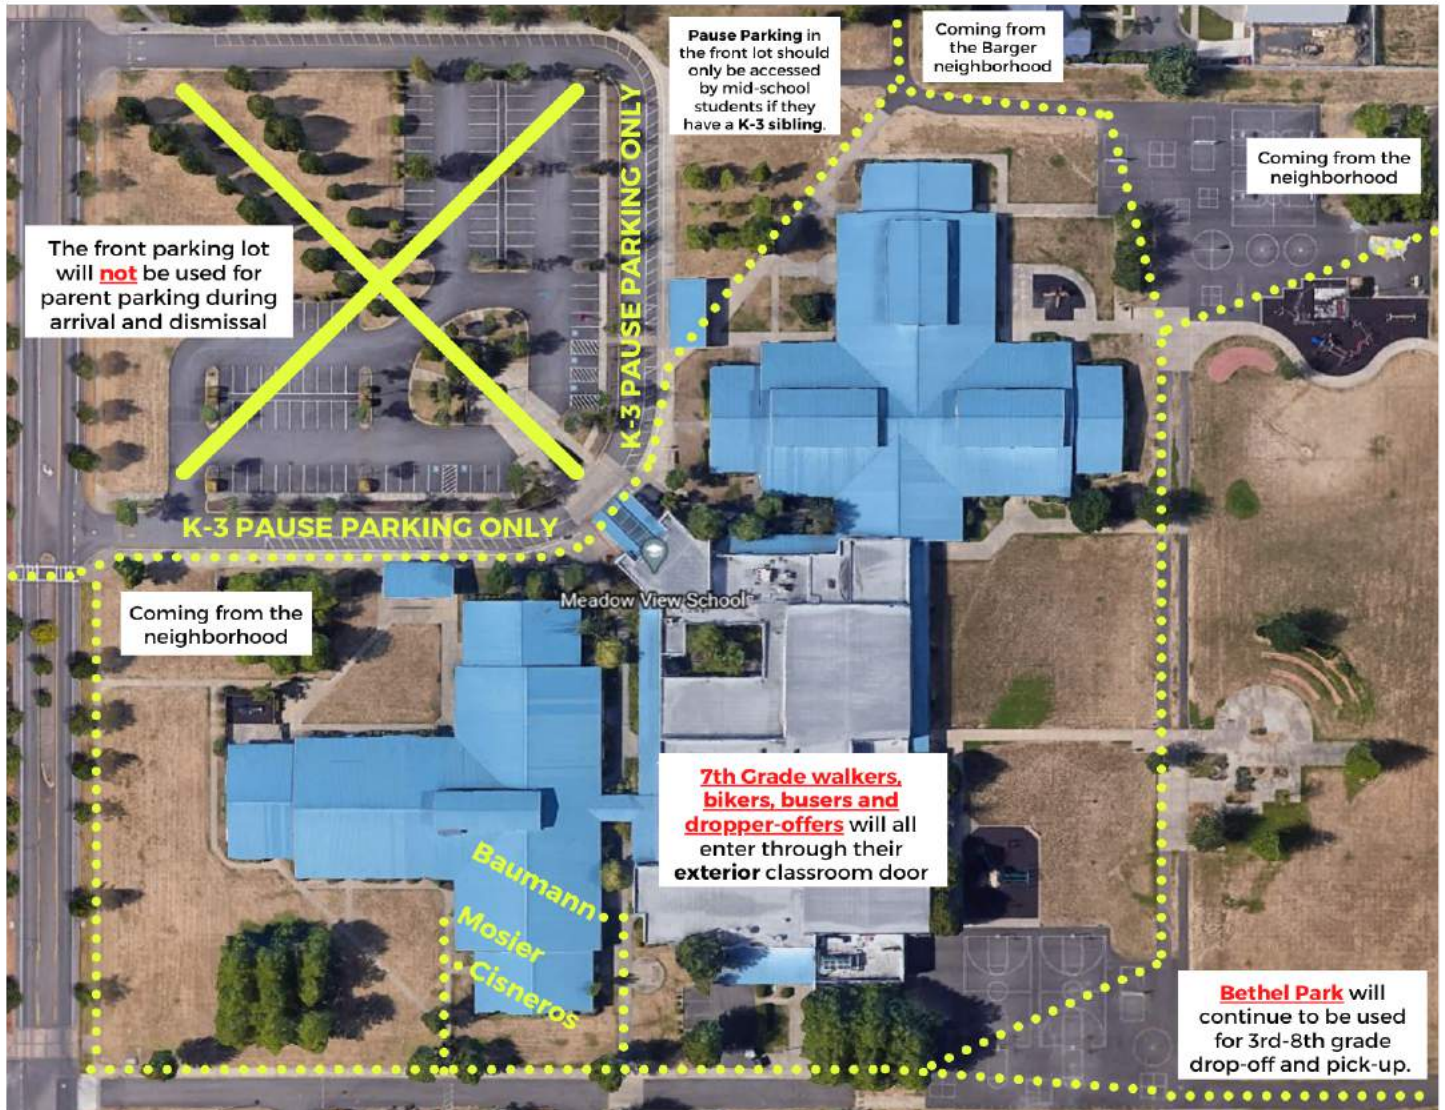 Pause Parking in
the front lot should
only be accessed
by mid-school
students if they
have a K-3 sibling.
Coming from
the Barger
neighborhood
Coming from the
neighborhood
The front parking lot
will not be used for
parent parking during
arrival and dismissal
K-3 PAUSE PARKING ONLY
K-3 PAUSE PARKING ONLY
Meadow View School
Coming from the
neighborhood
7th Grade walkers,
bikers, busers and
dropper-offers will all
enter through their
exterior classroom door
Baumann
Mosier
Cisneros
Bethel Park will
continue to be used
for 3rd-8th grade
drop-off and pick-up.